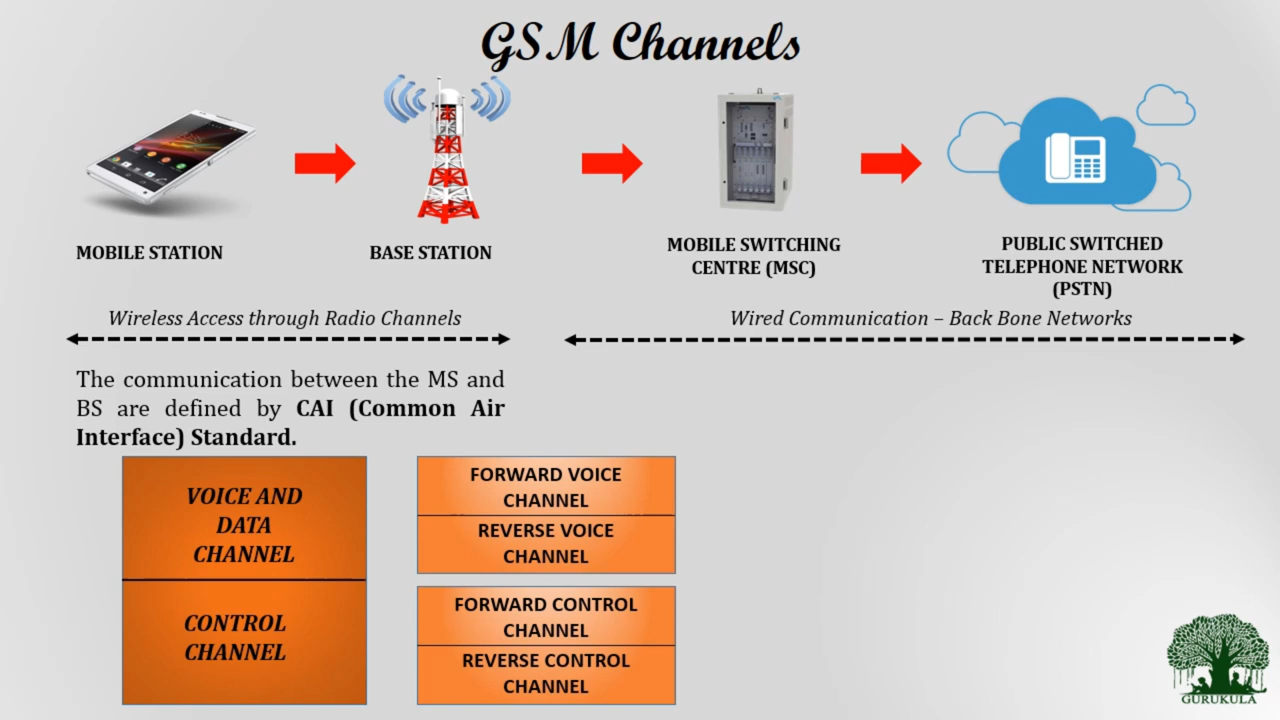 GSM Channels
MOBILE STATION
BASE STATION
MOBILE SWITCHING
CENTRE (MSC)
PUBLIC SWITCHED
TELEPHONE NETWORK
(PSTN)
Wireless Access through Radio Channels
Wired Communication – Back Bone Networks
The communication between the MS and
BS are defined by CAI (Common Air
Interface) Standard.
VOICE AND
DATA
CHANNEL
CONTROL
CHANNEL
FORWARD VOICE
CHANNEL
REVERSE VOICE
CHANNEL
FORWARD CONTROL
CHANNEL
REVERSE CONTROL
CHANNEL
GURUKULA